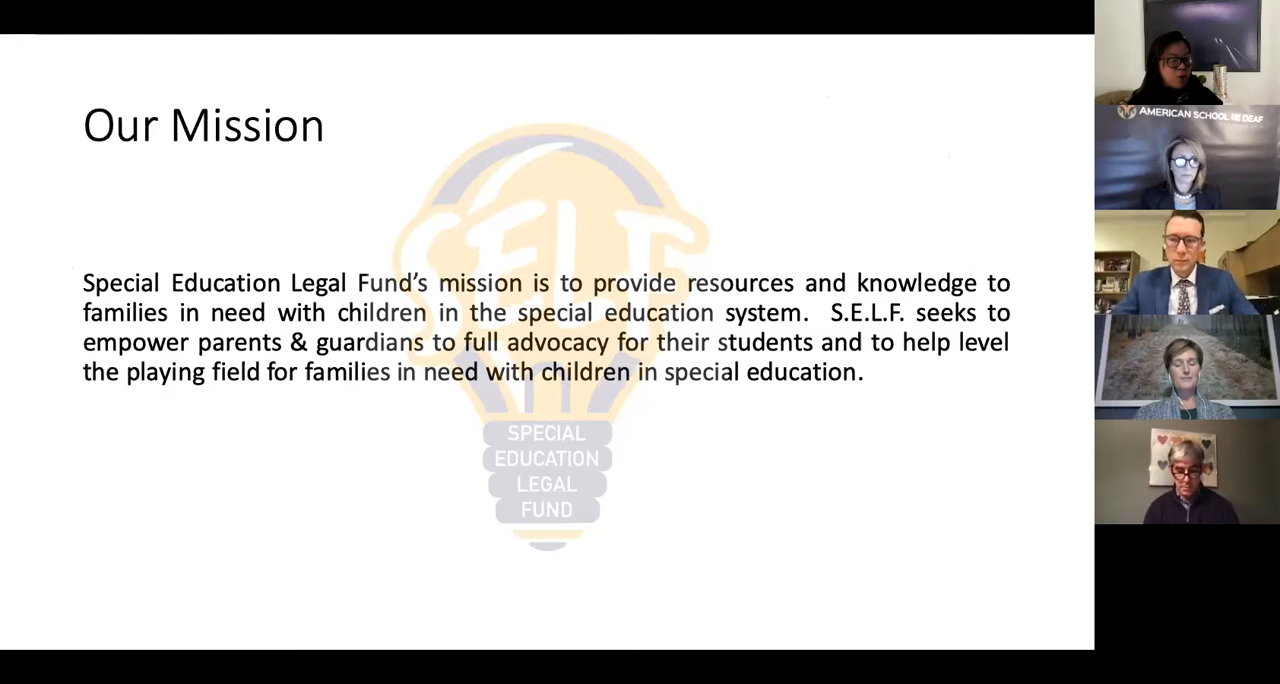 Our Mission
SELF
Special Education Legal Fund’s mission is to provide resources and knowledge to
families in need with children in the special education system. S.E.L.F. seeks to
empower parents & guardians to full advocacy for their students and to help level
the playing field for families in need with children in special education.
SPECIAL
EDUCATION
LEGAL
FUND
AMERICAN SCHOOL FOR THE DEAF